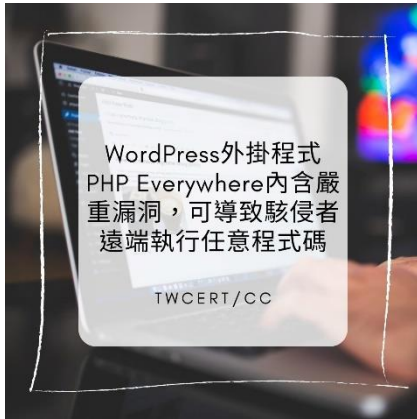 WordPress外掛程式
PHP Everywhere內含嚴
重漏洞，可導致駭侵者
遠端執行任意程式碼
TWCERT/CC